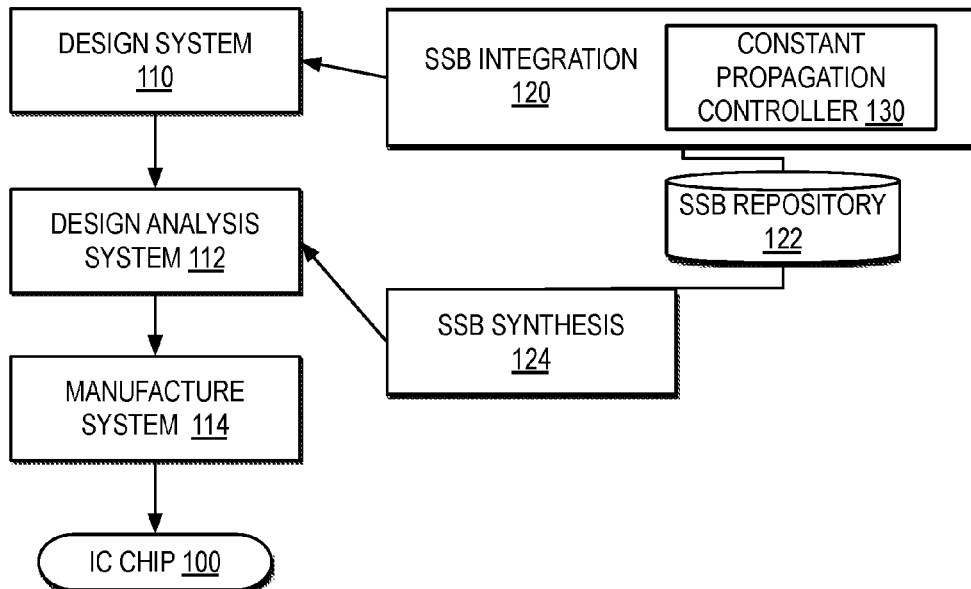 DESIGN SYSTEM
110
SSB INTEGRATION
120
CONSTANT
PROPAGATION
CONTROLLER 130
DESIGN ANALYSIS
SYSTEM 112
SSB REPOSITORY
122
SSB SYNTHESIS
124
MANUFACTURE
SYSTEM 114
IC CHIP 100